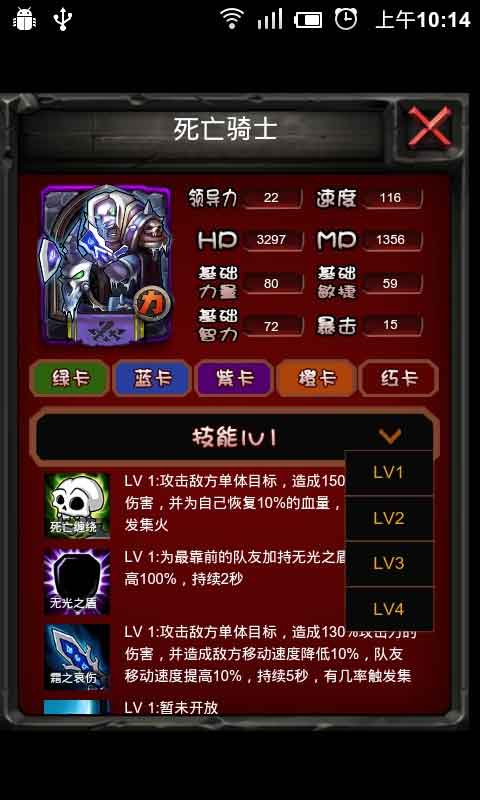 上午10:14
死亡骑士
领导力 22 速度 116
HP 3297 MP 1356
基础力量 80 基础敏捷 59
基础智力 72 暴击 15
力
绿卡 蓝卡 紫卡 橙卡 红卡
技能lv1
LV1
LV2
LV3
LV4
死亡缠绕
LV 1:攻击敌方单体目标，造成150
伤害，并为自己恢复10%的血量，
发集火
无光之盾
LV 1:为最靠前的队友加持无光之盾
高100%，持续2秒
霜之哀伤
LV 1:攻击敌方单体目标，造成130%攻击力的
伤害，并造成敌方移动速度降低10%，队友
移动速度提高10%，持续5秒，有几率触发集
LV 1:暂未开放